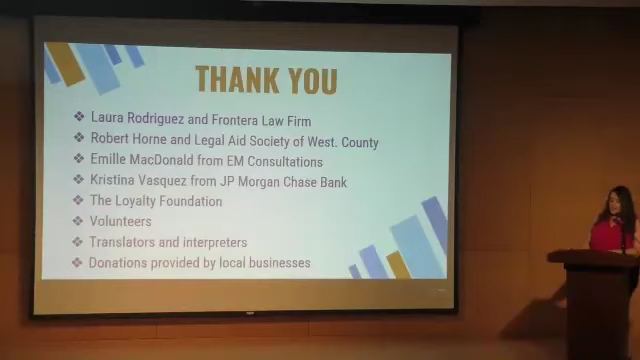 THANK YOU
❖ Laura Rodriguez and Frontera Law Firm
❖ Robert Horne and Legal Aid Society of West. County
❖ Emille MacDonald from EM Consultations
❖ Kristina Vasquez from JP Morgan Chase Bank
❖ The Loyalty Foundation
❖ Volunteers
❖ Translators and interpreters
❖ Donations provided by local businesses